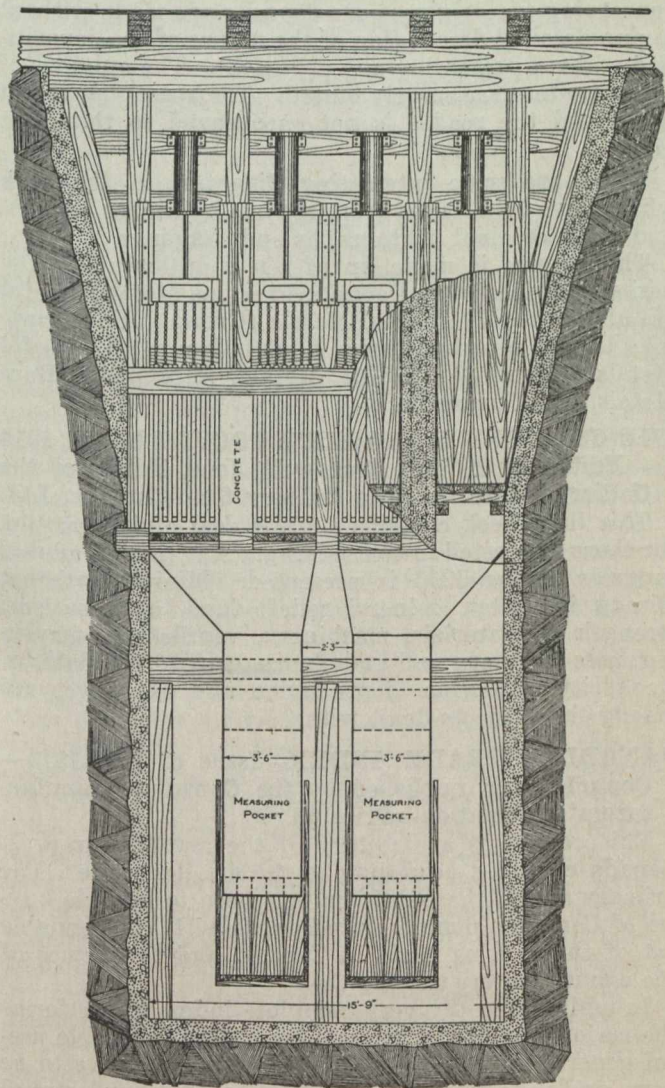 CONCRETE
2'-3"
3'-6"
3'-6"
MEASURING
POCKET
MEASURING
POCKET
15'-9"